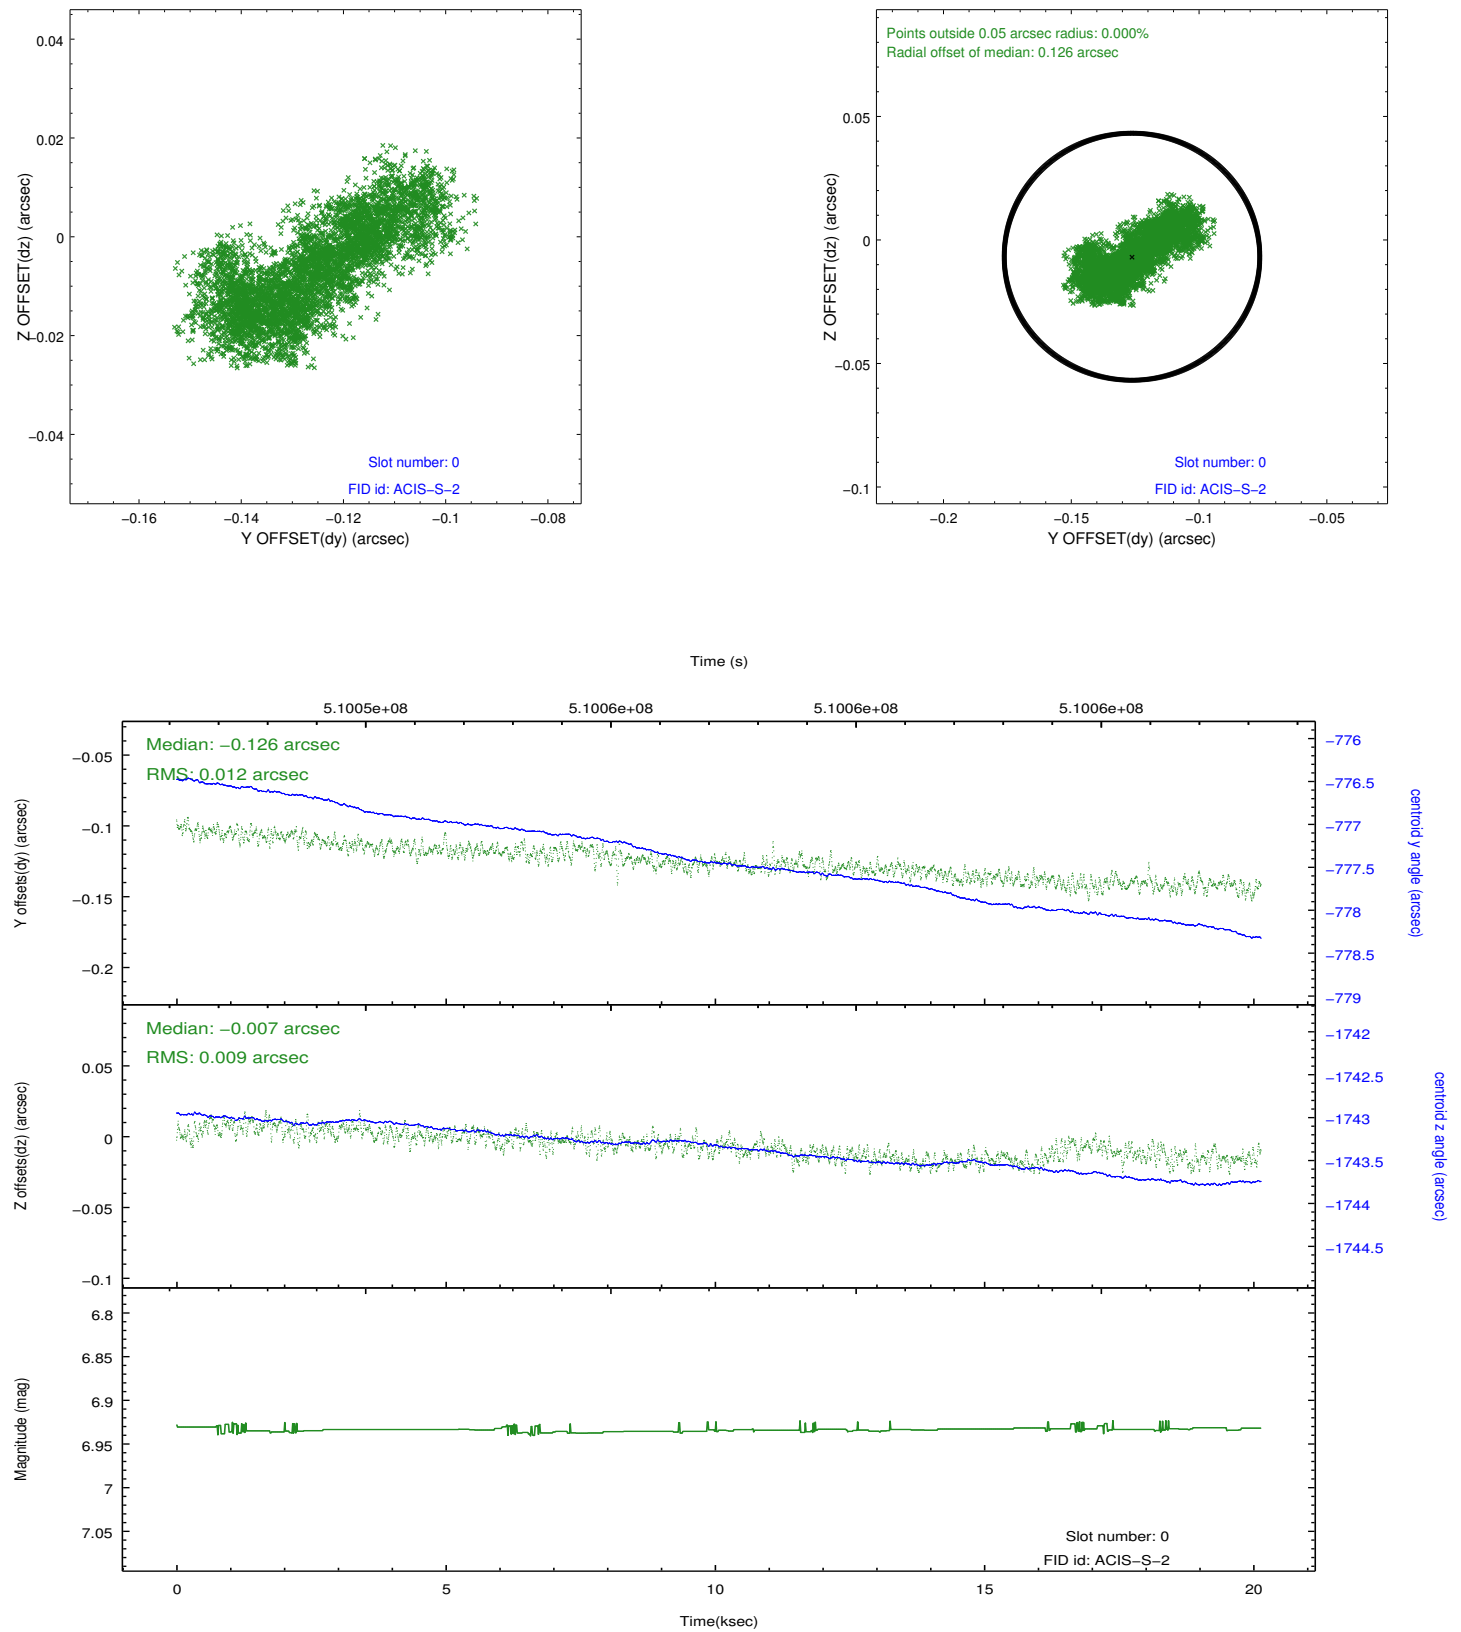 0.04
0.02
0
−0.02
−0.04
Z OFFSET(dz) (arcsec)
Slot number: 0
FID id: ACIS−S−2
−0.16
−0.14
−0.12
−0.1
−0.08
Y OFFSET(dy) (arcsec)
Points outside 0.05 arcsec radius: 0.000%
Radial offset of median: 0.126 arcsec
0.05
0
−0.05
−0.1
Z OFFSET(dz) (arcsec)
Slot number: 0
FID id: ACIS−S−2
−0.2
−0.15
−0.1
−0.05
Y OFFSET(dy) (arcsec)
Time (s)
5.1005e+08
5.1006e+08
5.1006e+08
5.1006e+08
Median: −0.126 arcsec
RMS: 0.012 arcsec
−0.05
−0.1
−0.15
−0.2
Y offsets(dy) (arcsec)
−776
−776.5
−777
−777.5
−778
−778.5
−779
centroid y angle (arcsec)
Median: −0.007 arcsec
RMS: 0.009 arcsec
0.05
0
−0.05
−0.1
Z offsets(dz) (arcsec)
−1742
−1742.5
−1743
−1743.5
−1744
−1744.5
centroid z angle (arcsec)
6.8
6.85
6.9
6.95
7
7.05
Magnitude (mag)
Slot number: 0
FID id: ACIS−S−2
0
5
10
15
20
Time(ksec)